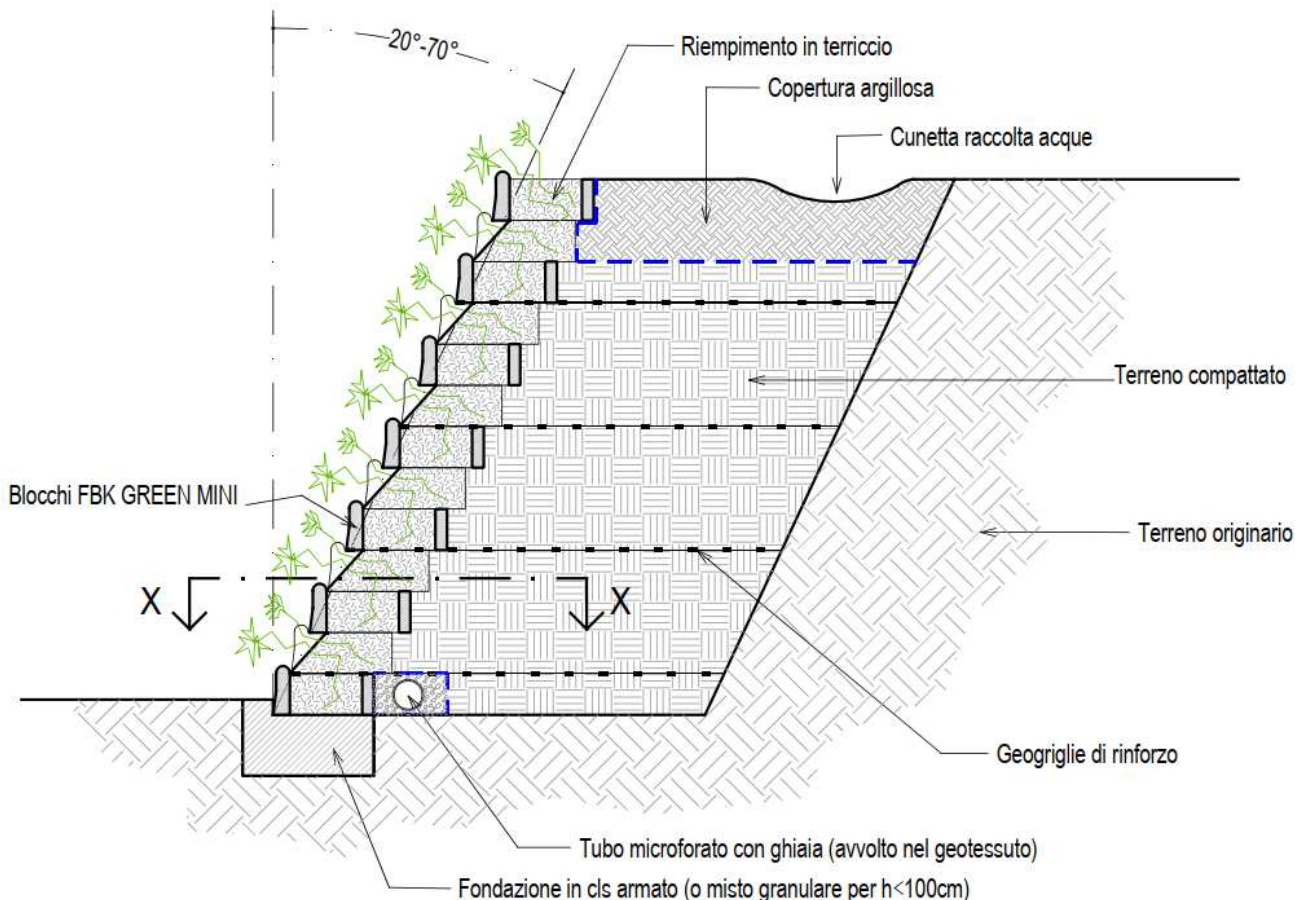 20°-70°
Riempimento in terriccio
Copertura argillosa
Cunetta raccolta acque
Terreno compattato
Blocchi FBK GREEN MINI
Terreno originario
X
X
Geogriglie di rinforzo
Tubo microforato con ghiaia (avvolto nel geotessuto)
Fondazione in cls armato (o misto granulare per h<100cm)